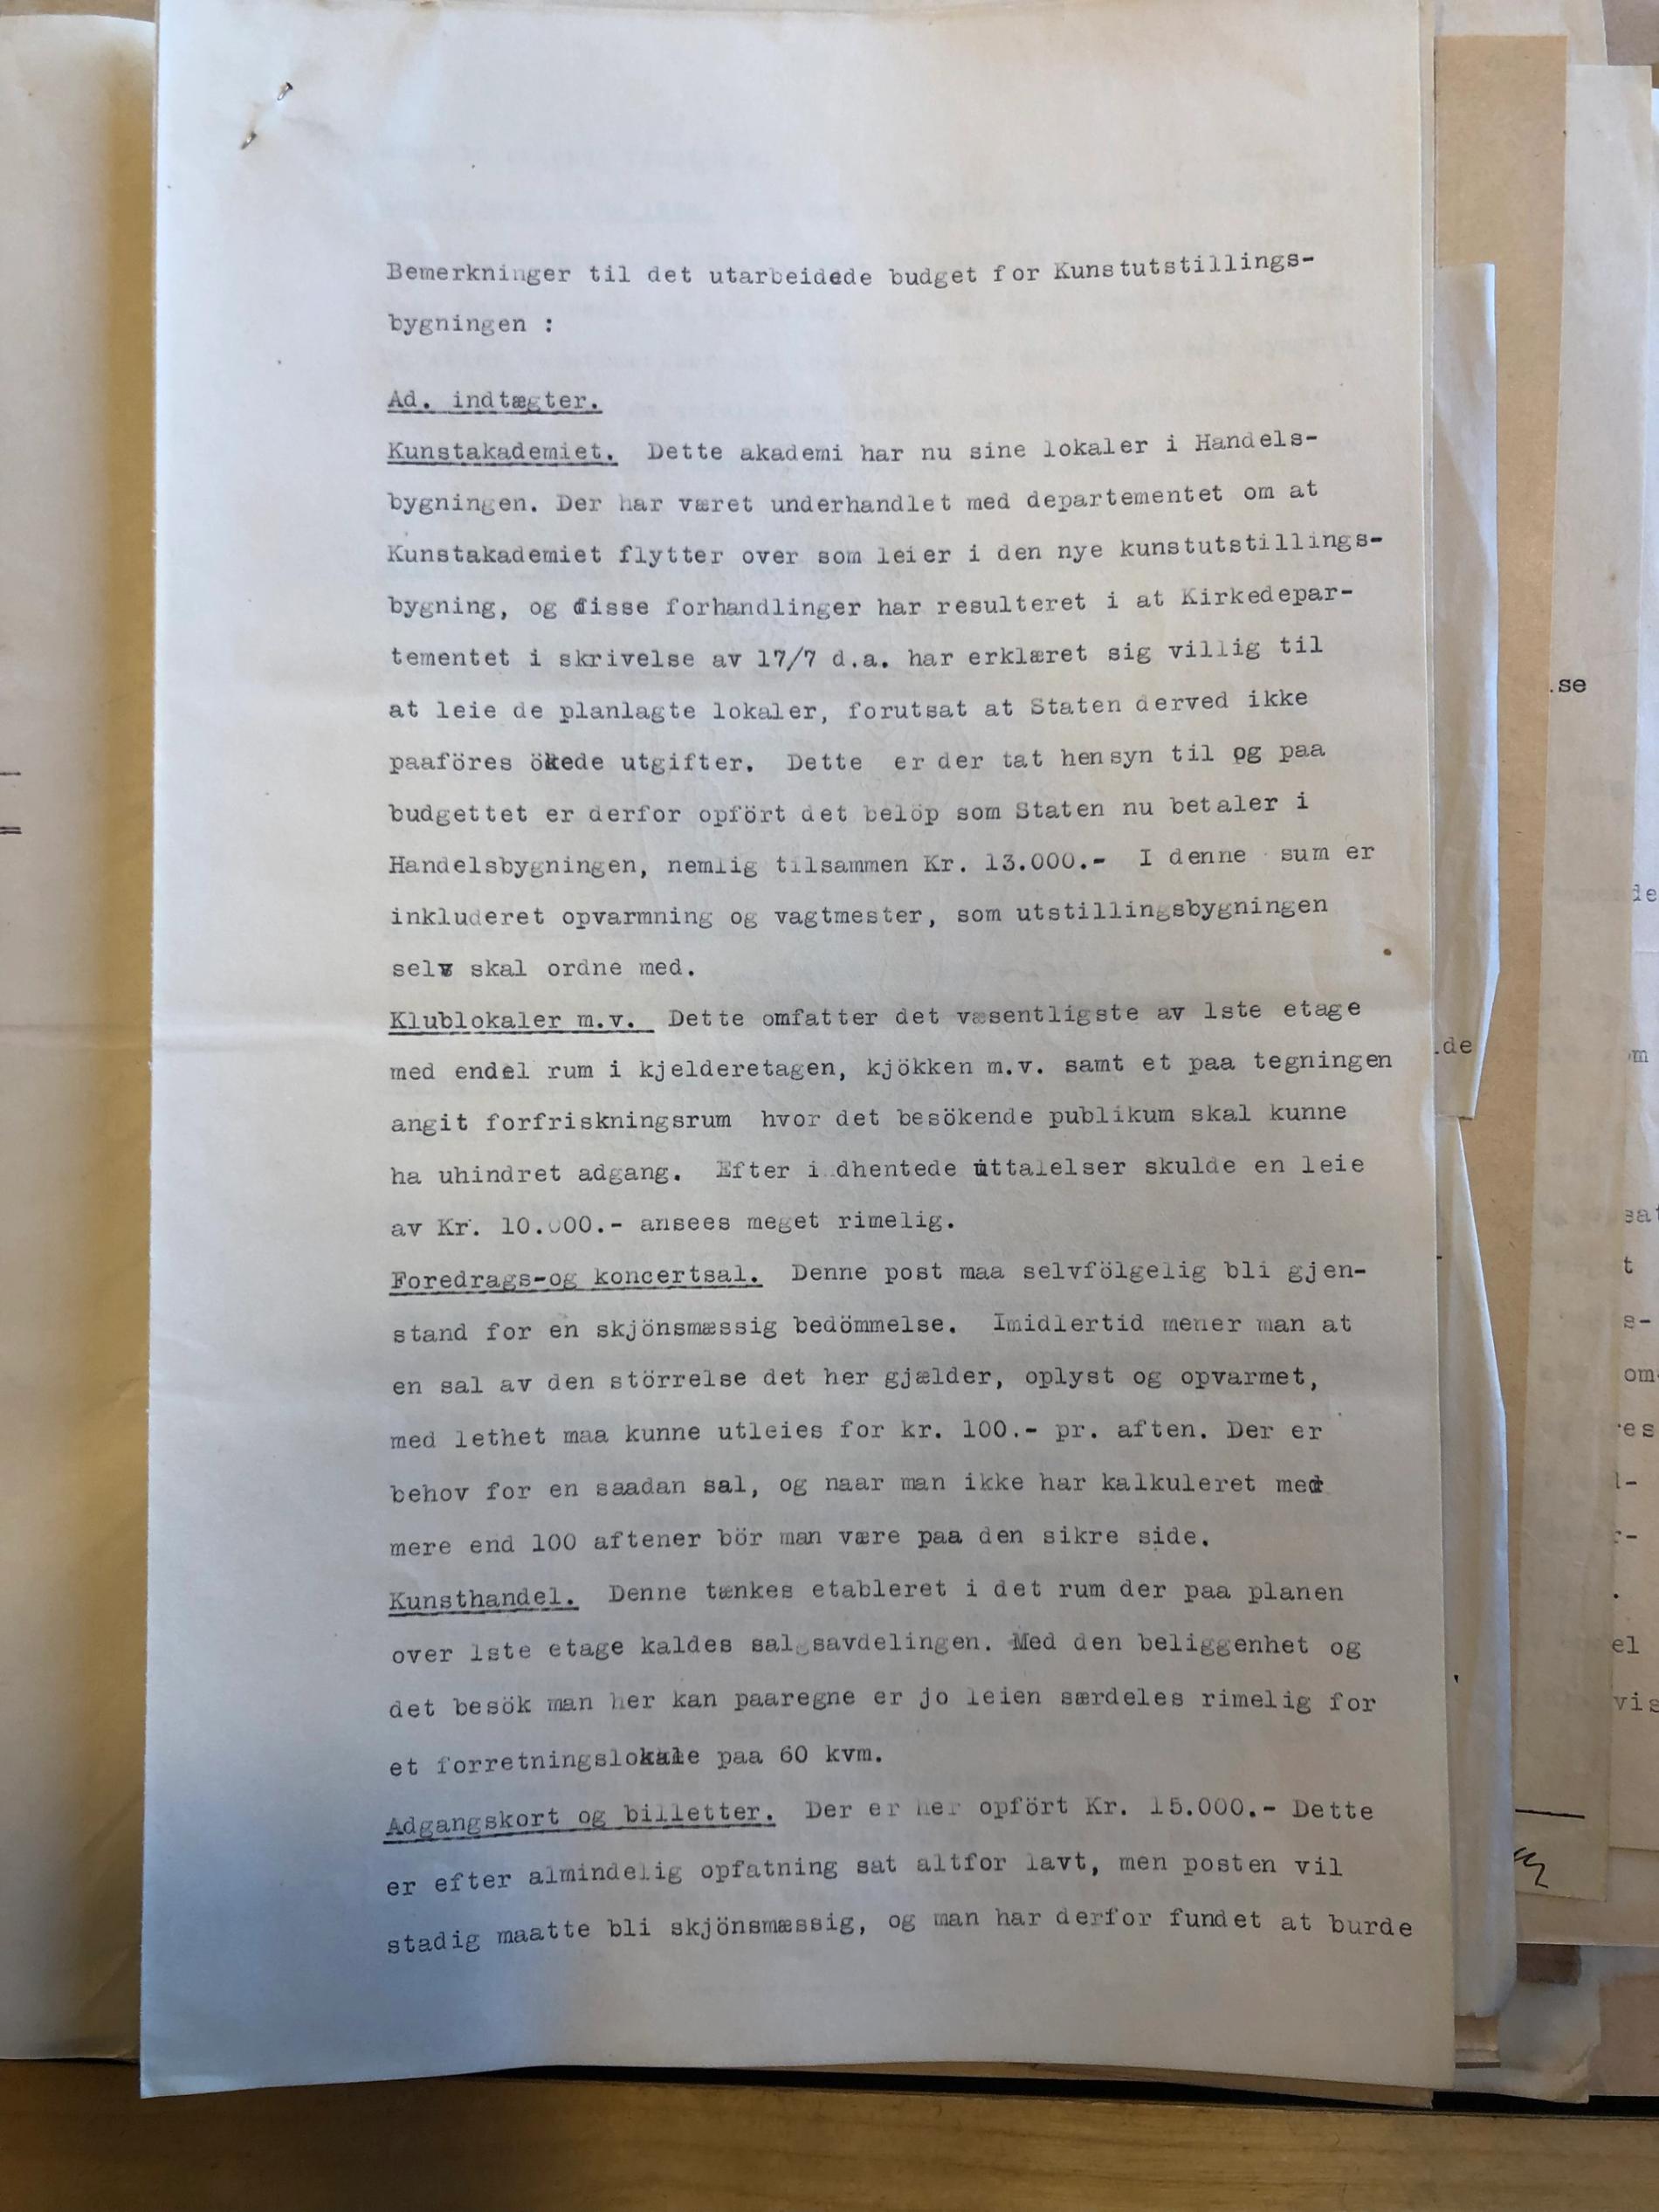 Bemerkninger til det utarbeidede budget for Kunstutstillings-
bygningen :
Ad. indtægter.
Kunstakademiet. Dette akademi har nu sine lokaler i Handels-
bygningen. Der har været underhandlet med departementet om at
Kunstakademiet flytter over som leier i den nye kunstutstillings-
bygning, og disse forhandlinger har resulteret i at Kirkedepar-
tementet i skrivelse av 17/7 d.a. har erklæret sig villig til
at leie de planlagte lokaler, forutsat at Staten derved ikke
paaföres ökede utgifter. Dette er der tat hensyn til og paa
budgettet er derfor opfört det belöp som Staten nu betaler i
Handelsbygningen, nemlig tilsammen Kr. 13.000.- I denne sum er
inkluderet opvarmning og vagtmester, som utstillingsbygningen
selv skal ordne med.
Klublokaler m.v. Dette omfatter det væsentligste av 1ste etage
med endel rum i kjelderetagen, kjökken m.v. samt et paa tegningen
angit forfriskningsrum hvor det besökende publikum skal kunne
ha uhindret adgang. Efter indhentede uttalelser skulde en leie
av Kr. 10.000.- ansees meget rimelig.
Foredrags-og koncertsal. Denne post maa selvfölgelig bli gjen-
stand for en skjönsmæssig bedömmelse. Imidlertid mener man at
en sal av den störrelse det her gjælder, oplyst og opvarmet,
med lethet maa kunne utleies for kr. 100.- pr. aften. Der er
behov for en saadan sal, og naar man ikke har kalkuleret med
mere end 100 aftener bör man være paa den sikre side.
Kunsthandel. Denne tænkes etableret i det rum der paa planen
over 1ste etage kaldes salgsavdelingen. Med den beliggenhet og
det besök man her kan paaregne er jo leien særdeles rimelig for
et forretningslokale paa 60 kvm.
Adgangskort og billetter. Der er her opfört Kr. 15.000.- Dette
er efter almindelig opfatning sat altfor lavt, men posten vil
stadig maatte bli skjönsmæssig, og man har derfor fundet at burde
.se
de
.de
om
sat
t
s-
om
res
l-
r-
.
el
vis